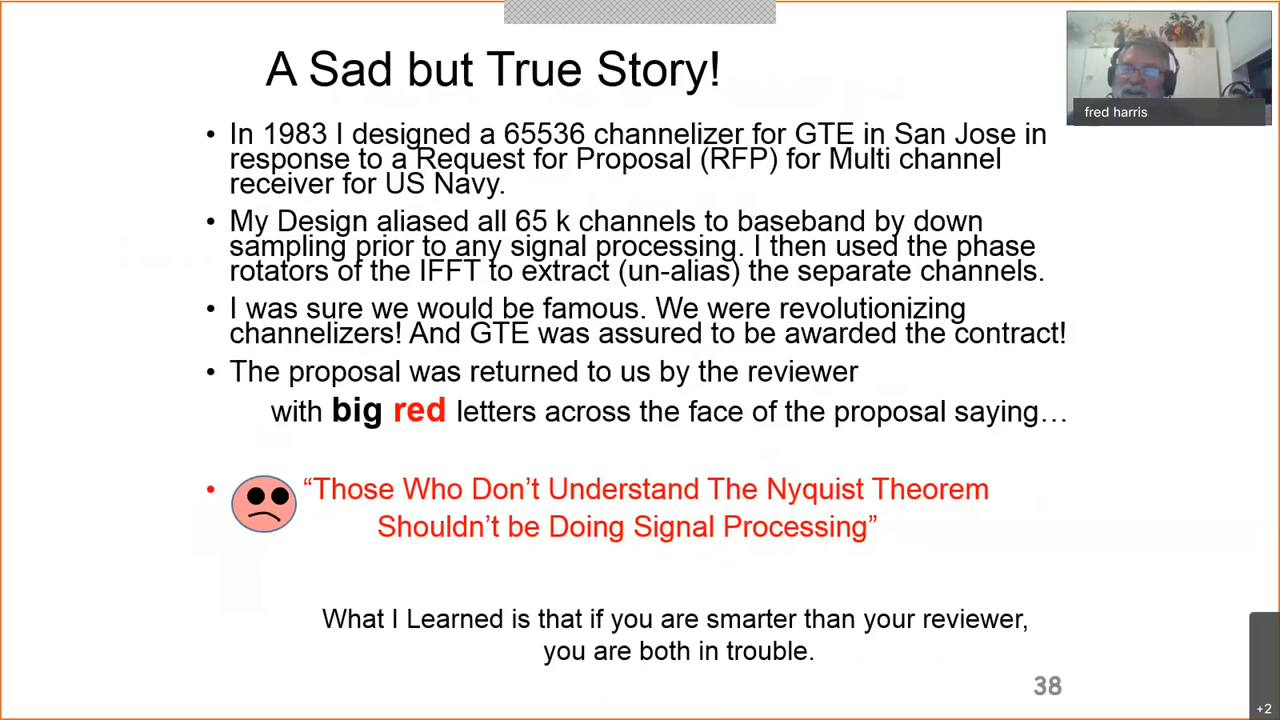 A Sad but True Story!
fred harris
• In 1983 I designed a 65536 channelizer for GTE in San Jose in
response to a Request for Proposal (RFP) for Multi channel
receiver for US Navy.
• My Design aliased all 65 k channels to baseband by down
sampling prior to any signal processing. I then used the phase
rotators of the IFFT to extract (un-alias) the separate channels.
• I was sure we would be famous. We were revolutionizing
channelizers! And GTE was assured to be awarded the contract!
• The proposal was returned to us by the reviewer
with big red letters across the face of the proposal saying…
• “Those Who Don’t Understand The Nyquist Theorem
Shouldn’t be Doing Signal Processing”
What I Learned is that if you are smarter than your reviewer,
you are both in trouble.
38
+2